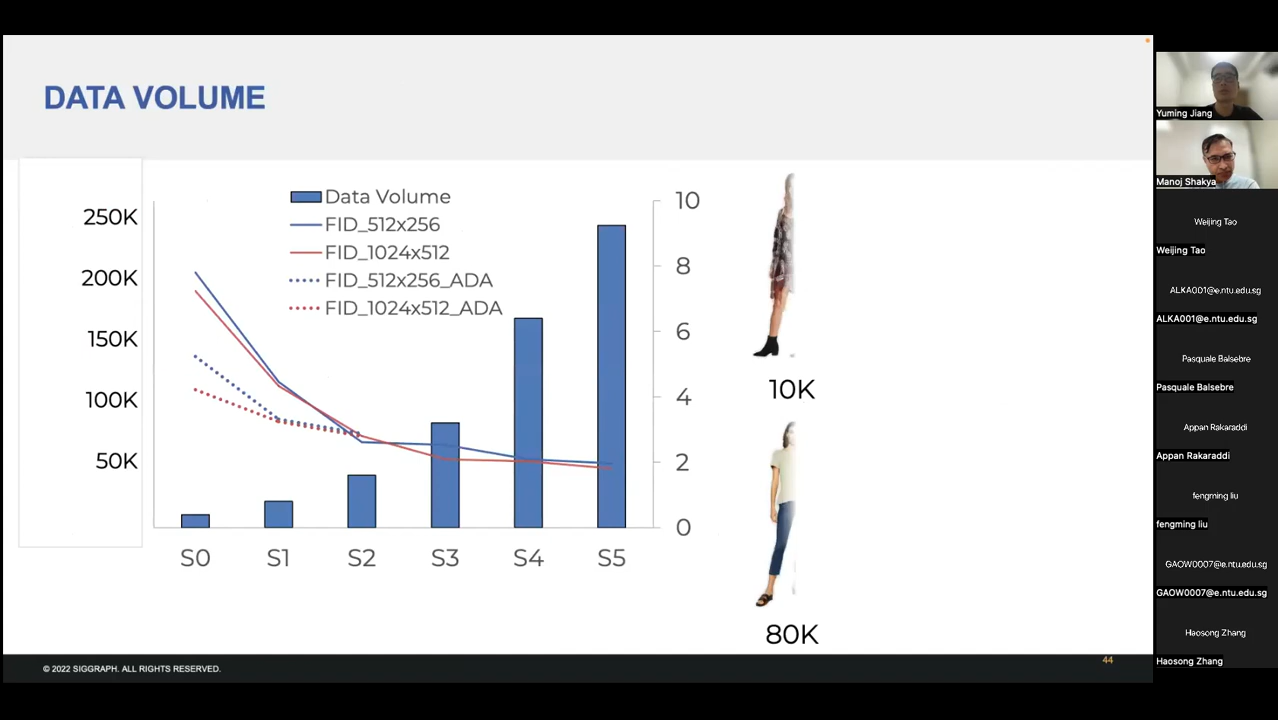 DATA VOLUME
250K
200K
150K
100K
50K
Data Volume
FID_512x256
FID_1024x512
FID_512x256_ADA
FID_1024x512_ADA
10
8
6
4
2
0
S0 S1 S2 S3 S4 S5
10K
80K
© 2022 SIGGRAPH. ALL RIGHTS RESERVED.
44
Yuming Jiang
Manoj Shakya
Weijing Tao
Weijing Tao
ALKA001@e.ntu.edu.sg
ALKA001@e.ntu.edu.sg
Pasquale Balsebre
Pasquale Balsebre
Appan Rakaraddi
Appan Rakaraddi
fengming liu
fengming liu
GAOW0007@e.ntu.edu.sg
GAOW0007@e.ntu.edu.sg
Haosong Zhang
Haosong Zhang